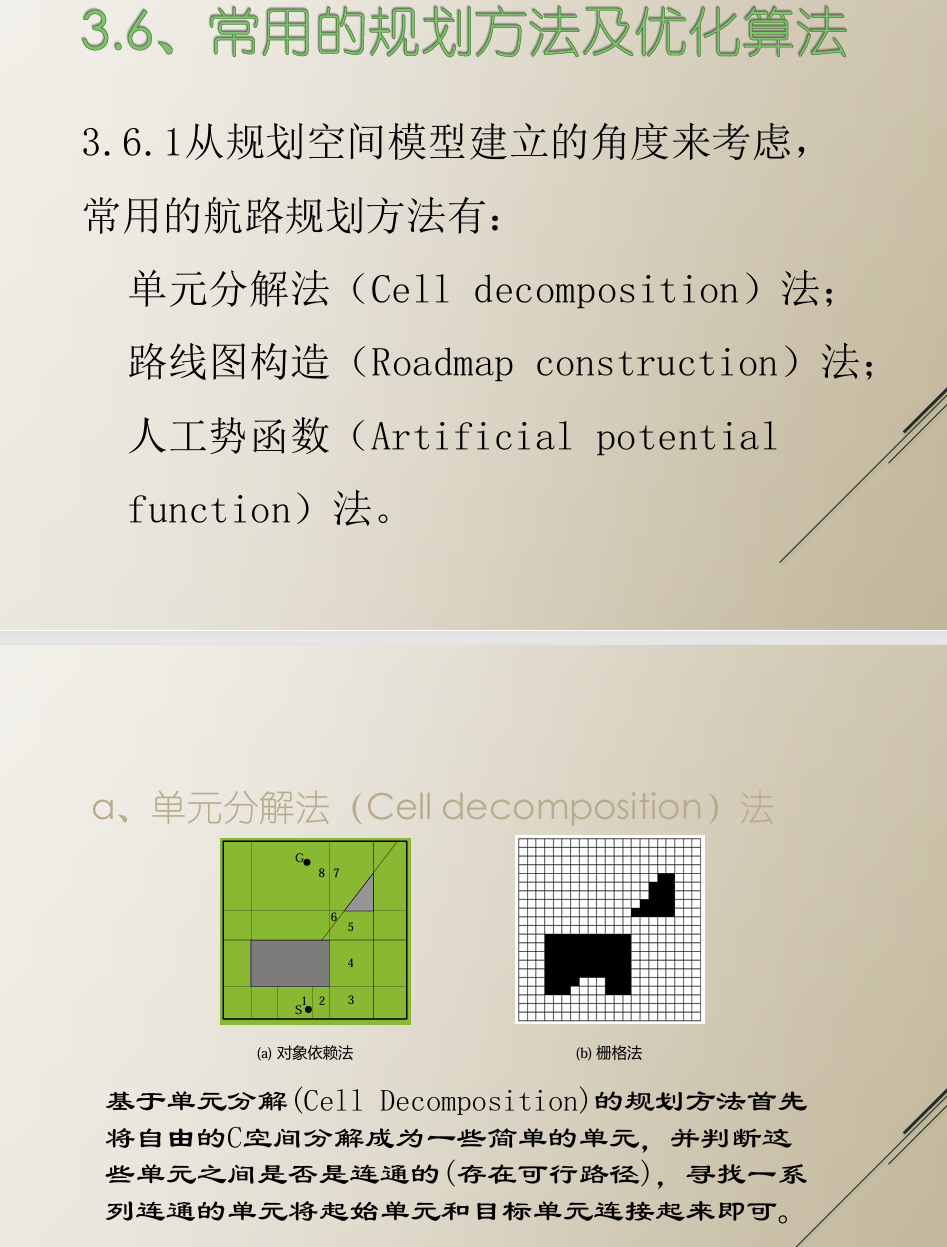 3.6、常用的规划方法及优化算法
3.6.1从规划空间模型建立的角度来考虑，
常用的航路规划方法有：
单元分解法（Cell decomposition）法；
路线图构造（Roadmap construction）法；
人工势函数（Artificial potential
function）法。
a、单元分解法（Cell decomposition）法
G
8 7
6
5
4
1 2 3
S
(a) 对象依赖法
(b) 栅格法
基于单元分解(Cell Decomposition)的规划方法首先
将自由的C空间分解成为一些简单的单元，并判断这
些单元之间是否是连通的(存在可行路径)，寻找一系
列连通的单元将起始单元和目标单元连接起来即可。